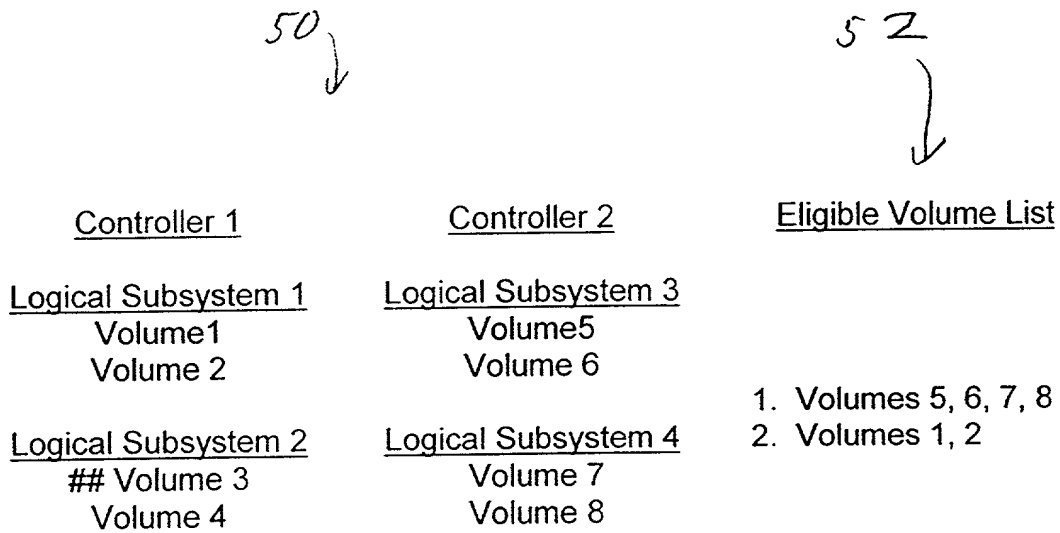 50
52
Controller 1
Controller 2
Eligible Volume List
Logical Subsystem 1
Volume1
Volume 2
Logical Subsystem 3
Volume5
Volume 6
Logical Subsystem 2
## Volume 3
Volume 4
Logical Subsystem 4
Volume 7
Volume 8
1. Volumes 5, 6, 7, 8
2. Volumes 1, 2